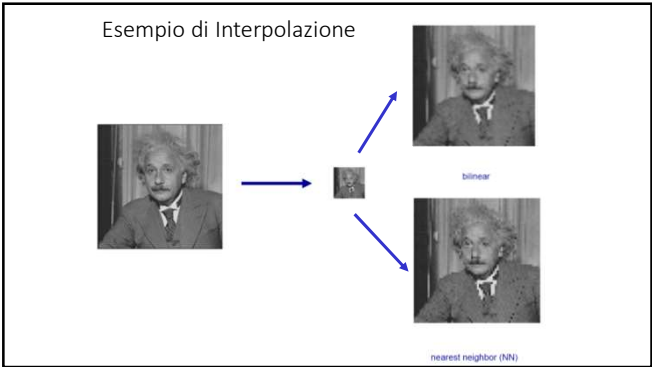 Esempio di Interpolazione
bilinear
nearest neighbor (NN)